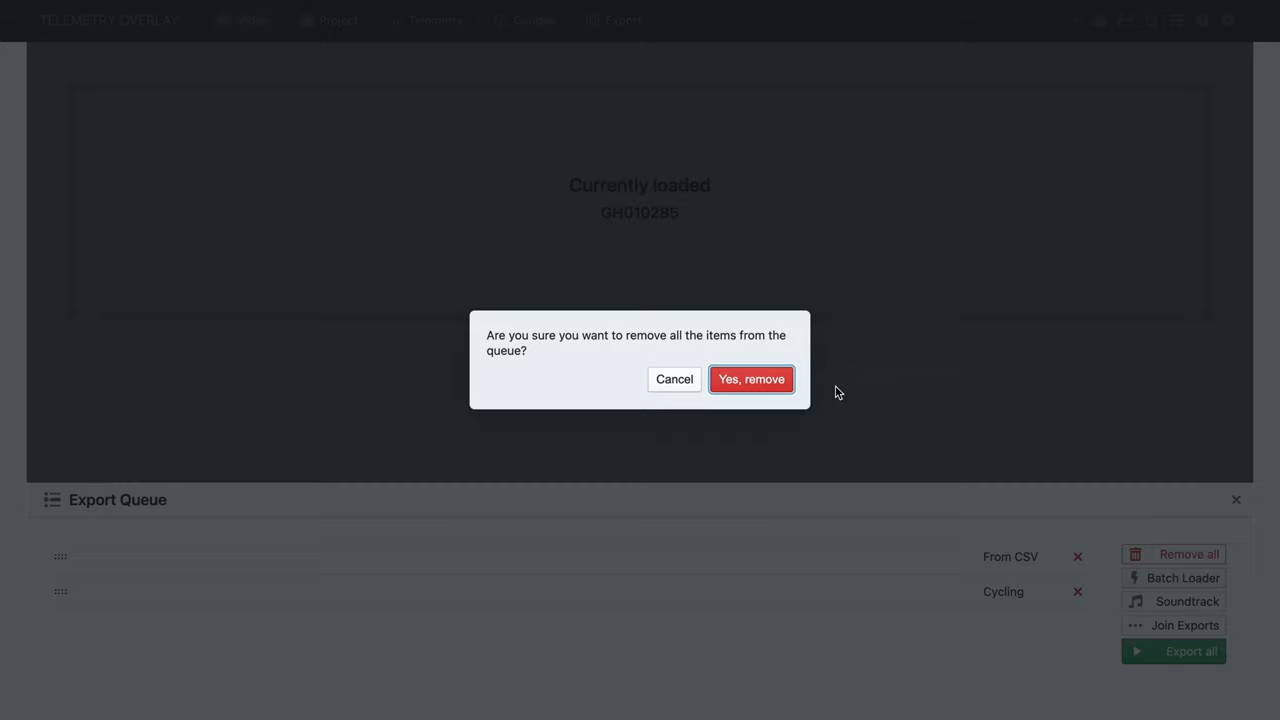 TELEMETRY OVERLAY
Video
Project
Telemetry
Gauges
Export
Currently loaded
GH010285
Are you sure you want to remove all the items from the
queue?
Cancel
Yes, remove
Export Queue
From CSV
Remove all
Batch Loader
Cycling
Soundtrack
Join Exports
Export all